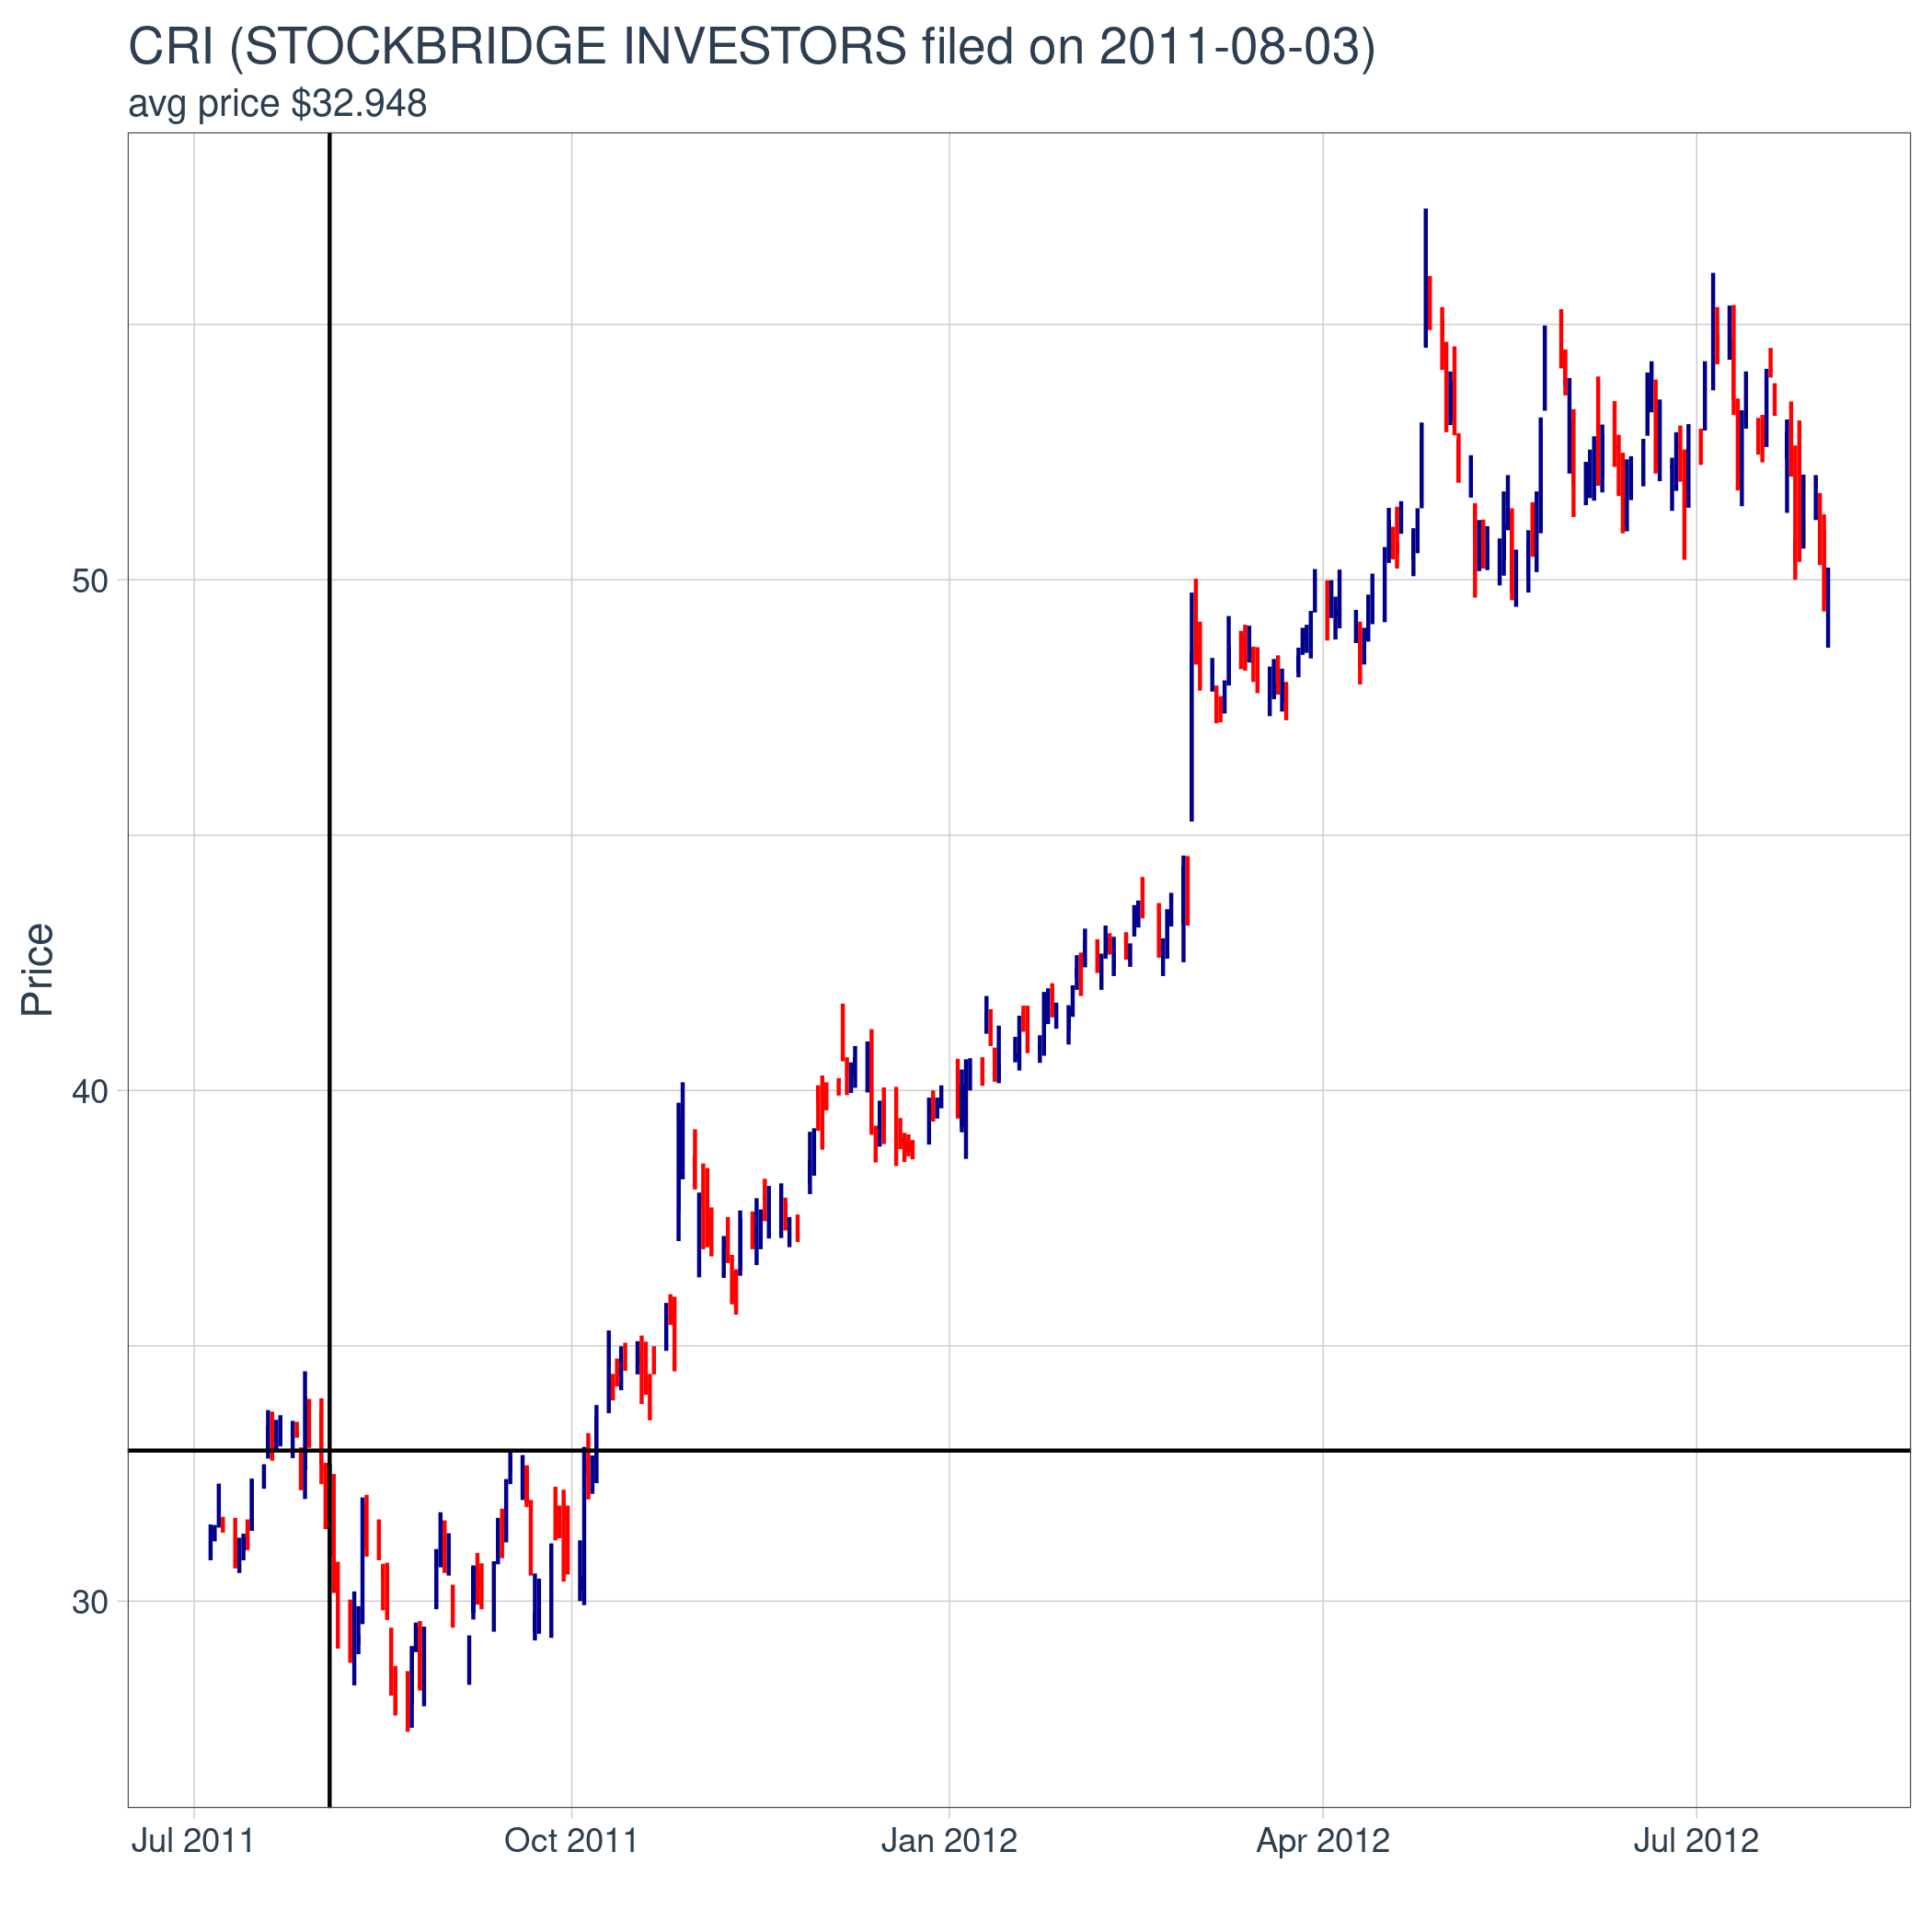 CRI (STOCKBRIDGE INVESTORS filed on 2011-08-03)
avg price $32.948
Price
50
40
30
Jul 2011
Oct 2011
Jan 2012
Apr 2012
Jul 2012